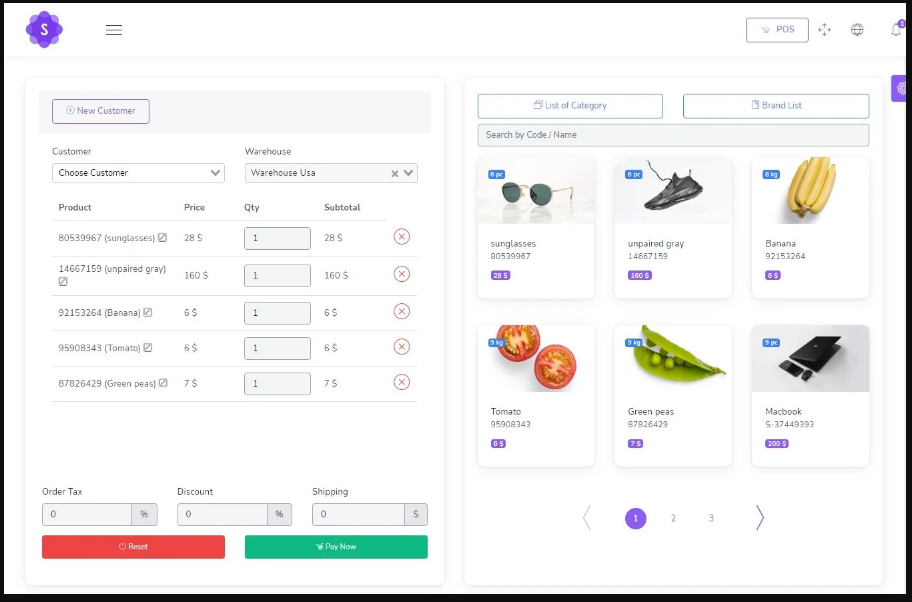 S
POS
1
New Customer
List of Category
Brand List
Search by Code / Name
Customer
Warehouse
Choose Customer
Warehouse Usa
Product Price Qty Subtotal
80539967 (sunglasses) 28 $ 1 28 $
14667159 (unpaired gray) 160 $ 1 160 $
92153264 (Banana) 6 $ 1 6 $
95908343 (Tomato) 6 $ 1 6 $
87826429 (Green peas) 7 $ 1 7 $
Order Tax Discount Shipping
0 % 0 % 0 $
Reset
Pay Now
6 pc
sunglasses
80539967
28 $
6 pc
unpaired gray
14667159
160 $
8 kg
Banana
92153264
6 $
9 kg
Tomato
95908343
6 $
9 kg
Green peas
87826429
7 $
9 pc
Macbook
S-37449393
200 $
1 2 3